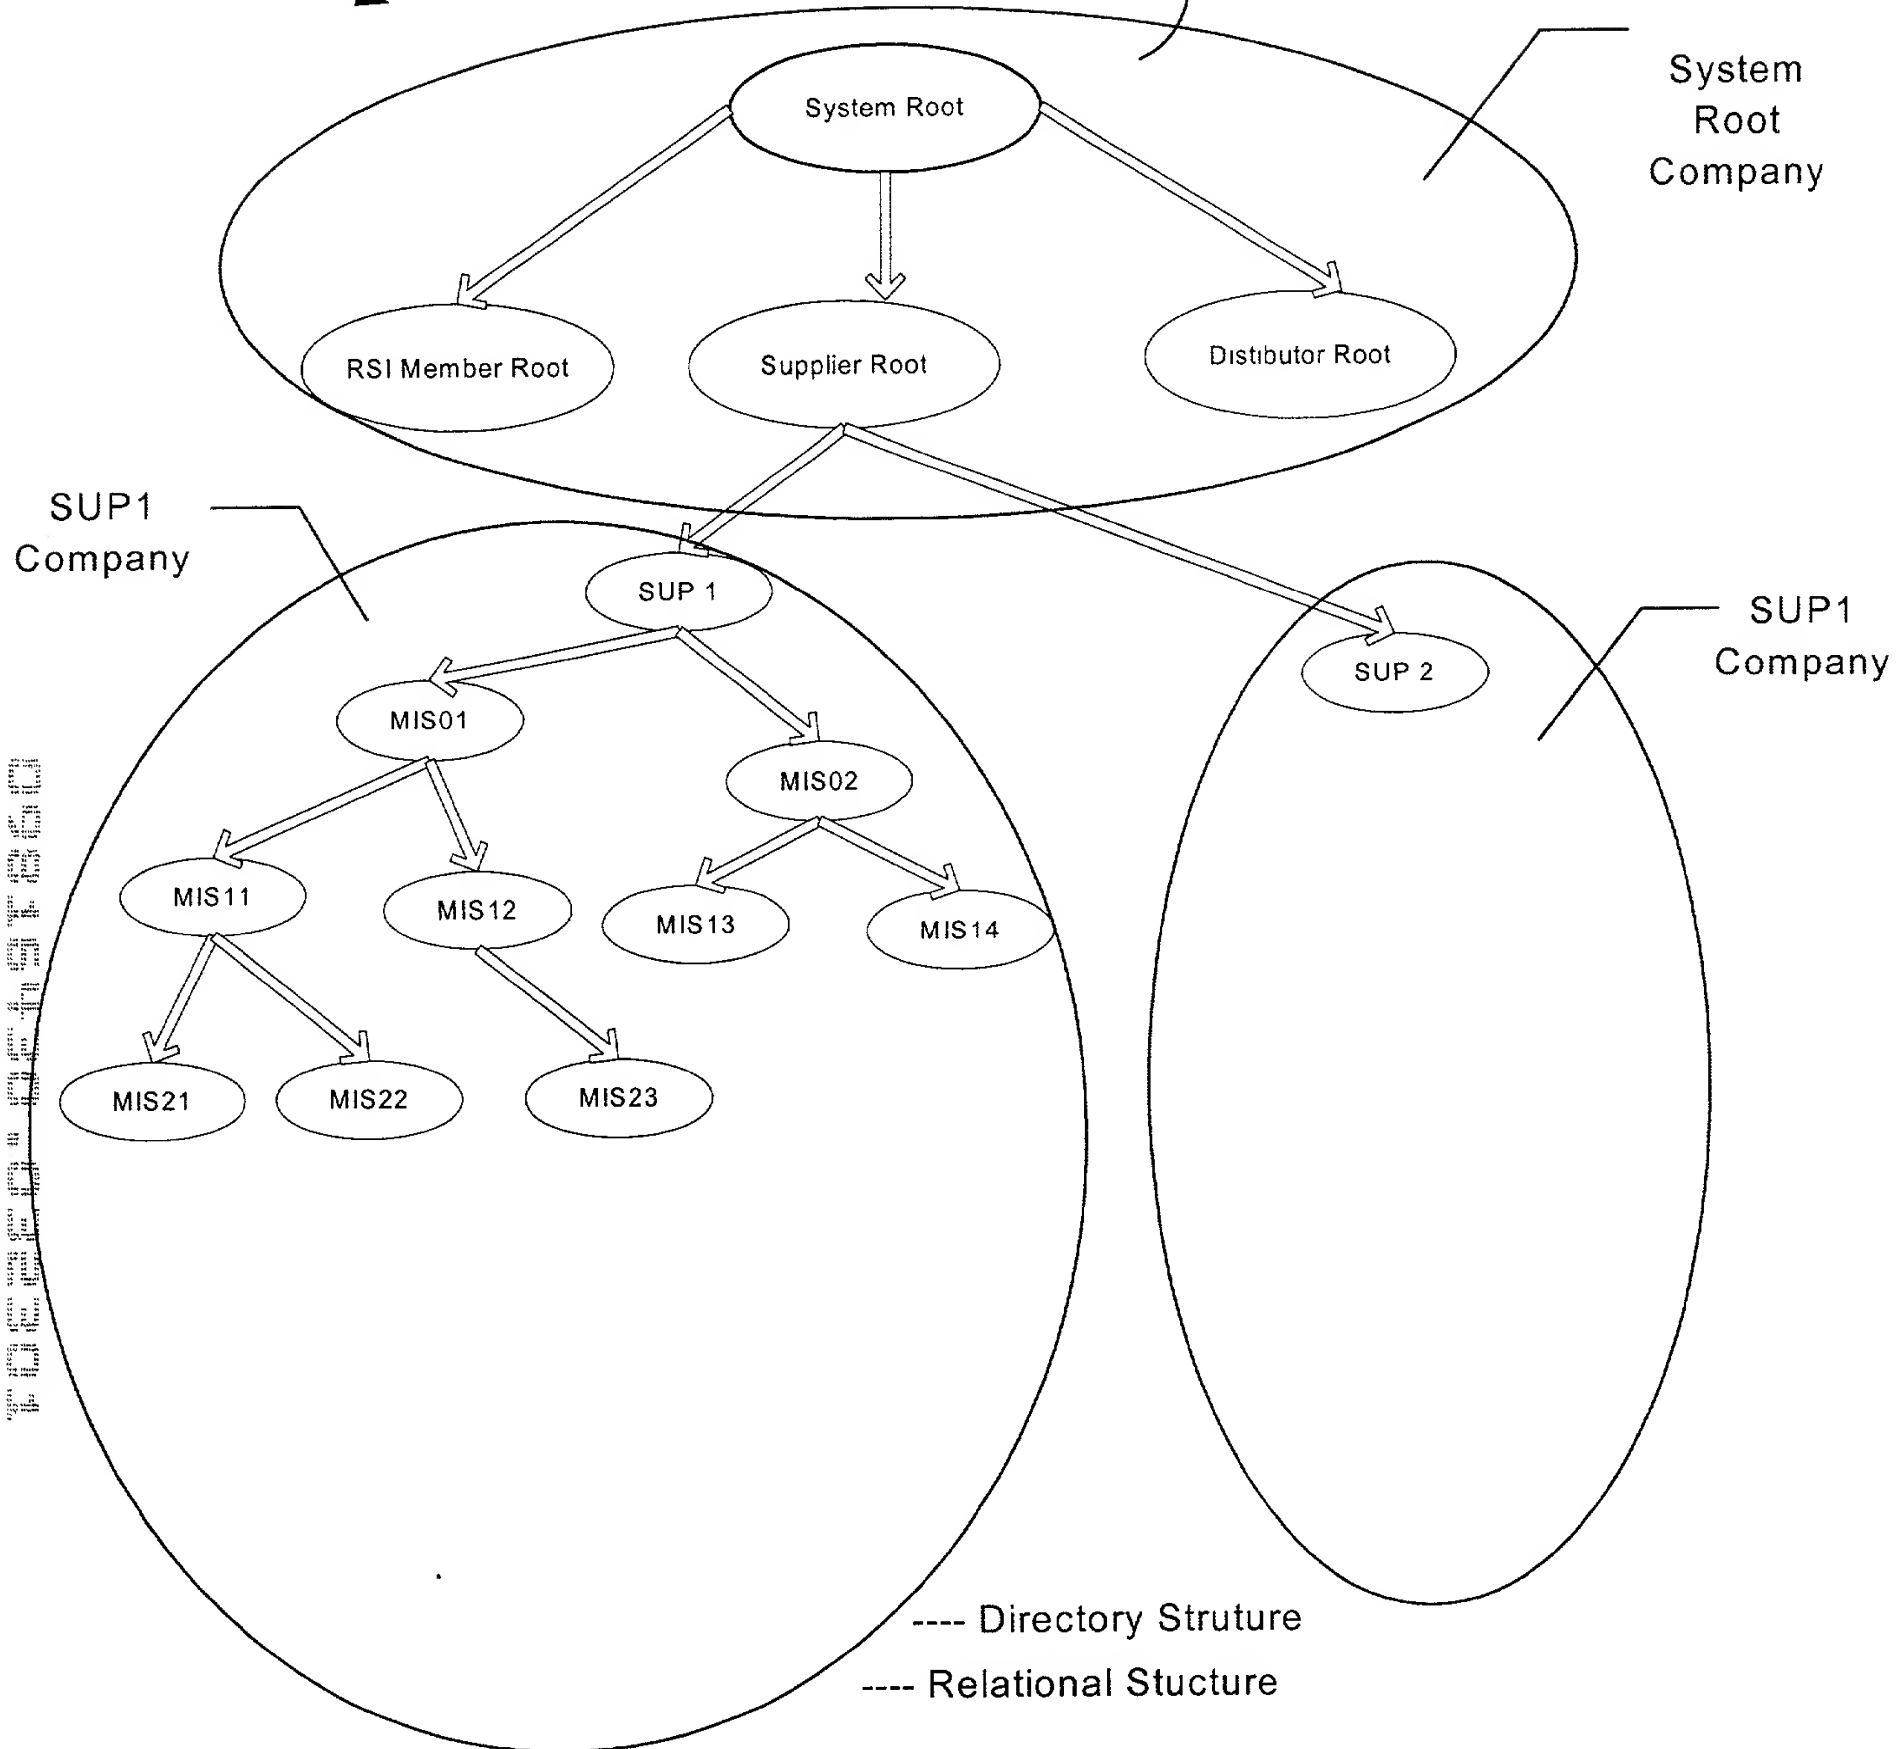 System Root
System
Root
Company
RSI Member Root
Supplier Root
Distibutor Root
SUP1
Company
SUP 1
SUP1
Company
SUP 2
MIS01
MIS02
MIS11
MIS12
MIS13
MIS14
MIS21
MIS22
MIS23
---- Directory Struture
---- Relational Stucture